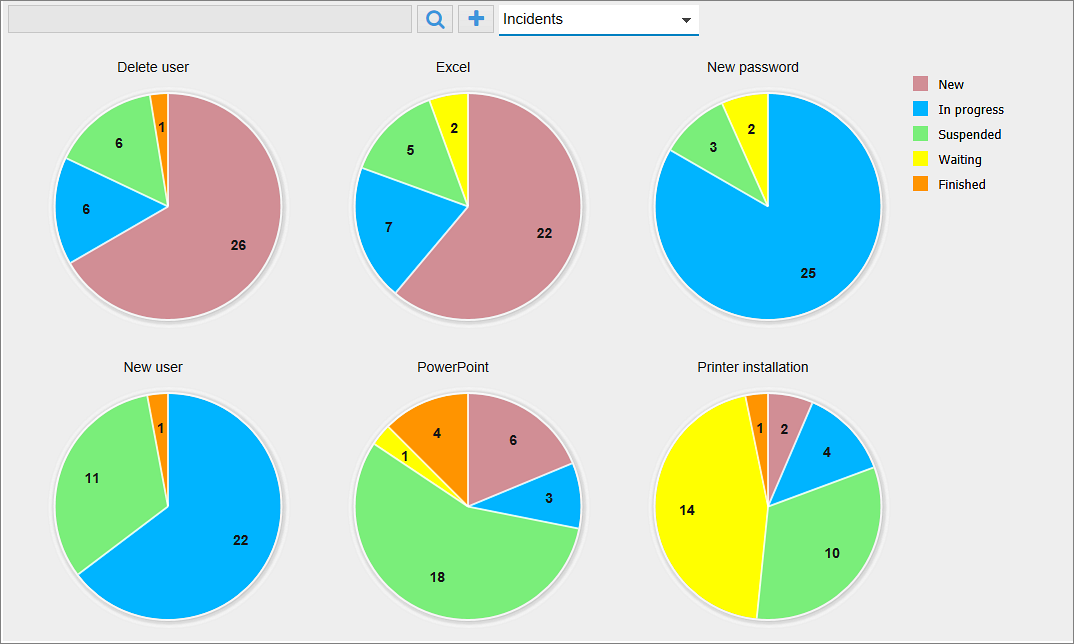 Incidents
Delete user
Excel
New password
New
In progress
Suspended
Waiting
Finished
1
6
6
26
2
5
7
22
2
3
25
New user
PowerPoint
Printer installation
1
11
22
4
6
1
3
18
1
2
4
14
10